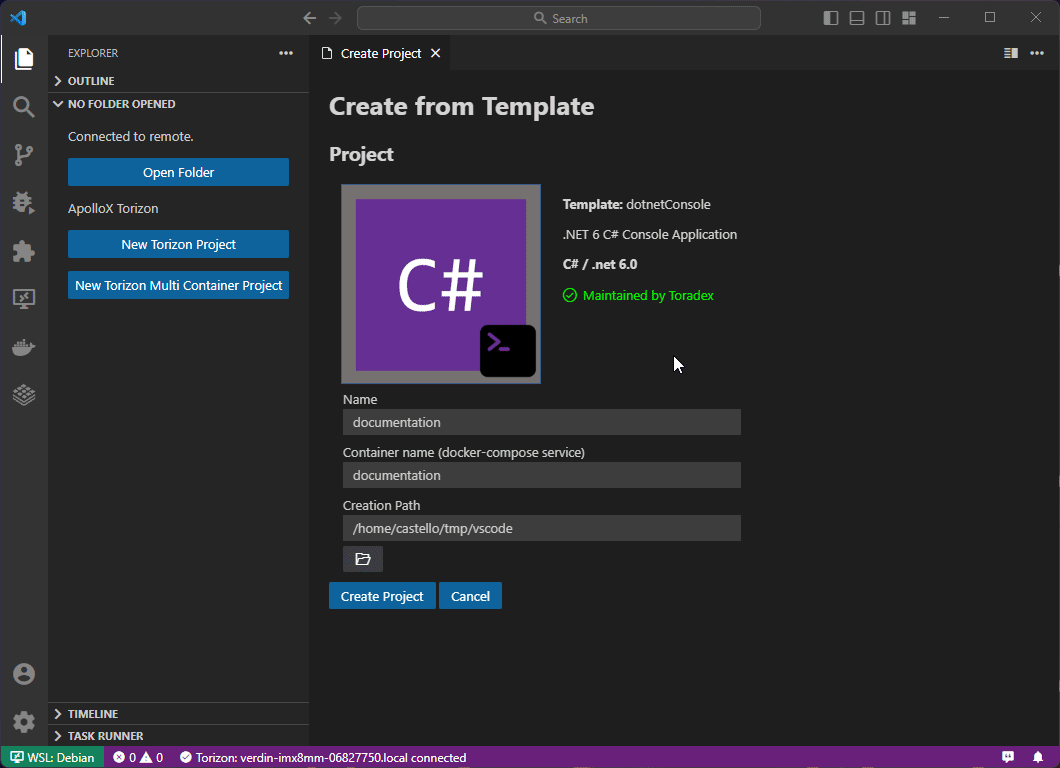 Search
EXPLORER
OUTLINE
NO FOLDER OPENED
Connected to remote.
Open Folder
ApolloX Torizon
New Torizon Project
New Torizon Multi Container Project
TIMELINE
TASK RUNNER
Create Project
Create from Template
Project
C#
>_
Template: dotnetConsole
.NET 6 C# Console Application
C# / .net 6.0
Maintained by Toradex
Name
documentation
Container name (docker-compose service)
documentation
Creation Path
/home/castello/tmp/vscode
Create Project
Cancel
WSL: Debian
0
0
Torizon: verdin-imx8mm-06827750.local connected